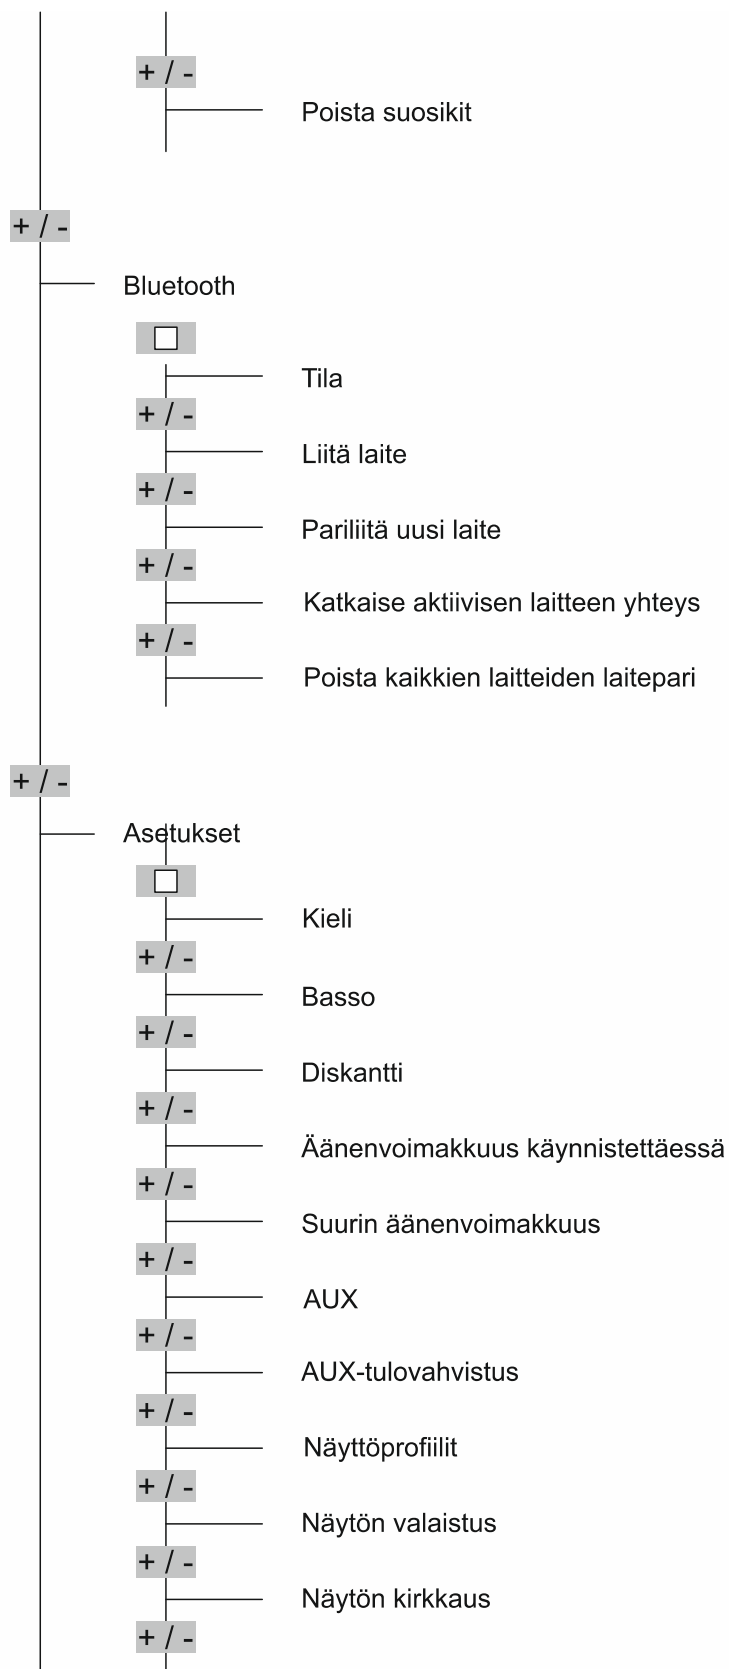 + / -
Poista suosikit
+ / -
Bluetooth
Tila
+ / -
Liitä laite
+ / -
Pariliitä uusi laite
+ / -
Katkaise aktiivisen laitteen yhteys
+ / -
Poista kaikkien laitteiden laitepari
+ / -
Asetukset
Kieli
+ / -
Basso
+ / -
Diskantti
+ / -
Äänenvoimakkuus käynnistettäessä
+ / -
Suurin äänenvoimakkuus
+ / -
AUX
+ / -
AUX-tulovahvistus
+ / -
Näyttöprofiilit
+ / -
Näytön valaistus
+ / -
Näytön kirkkaus
+ / -